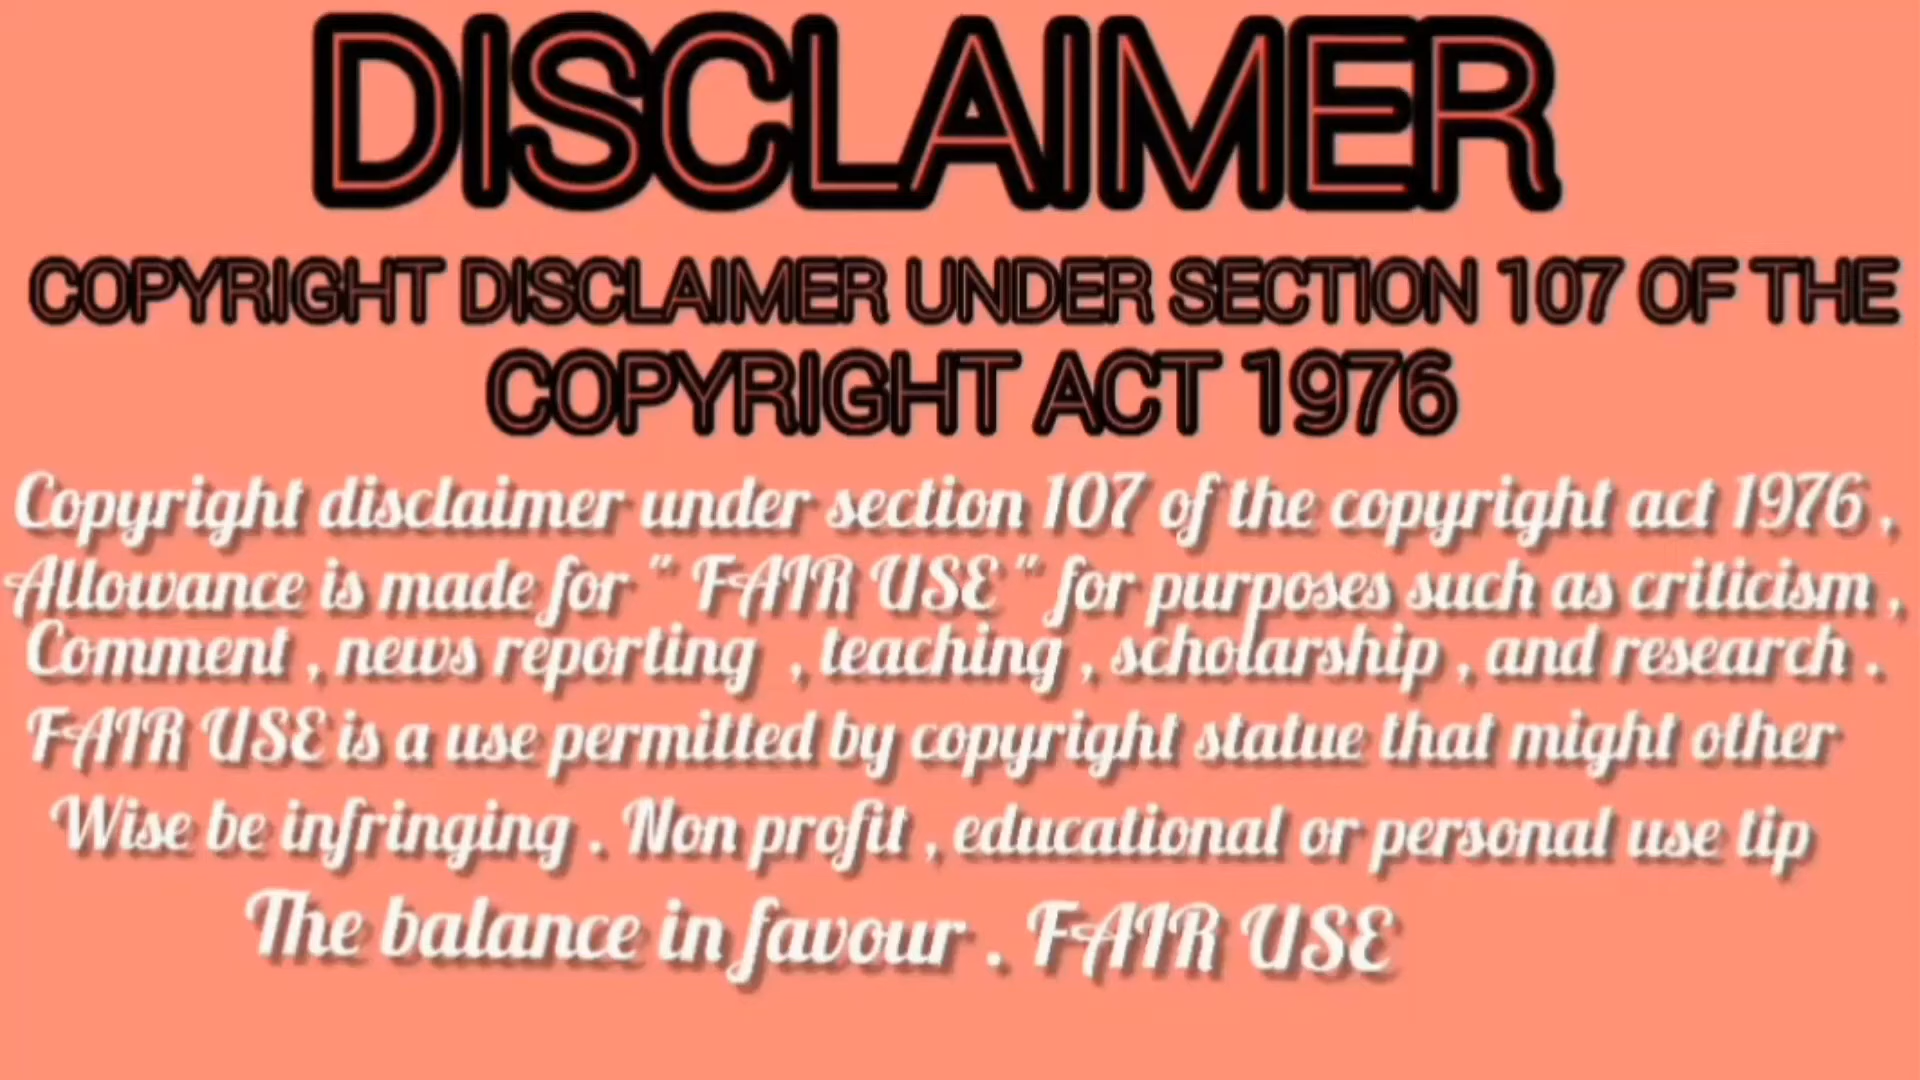 DISCLAIMER
COPYRIGHT DISCLAIMER UNDER SECTION 107 OF THE
COPYRIGHT ACT 1976
Copyright disclaimer under section 107 of the copyright act 1976 ,
Allowance is made for " FAIR USE " for purposes such as criticism ,
Comment , news reporting , teaching , scholarship , and research .
FAIR USE is a use permitted by copyright statue that might other
Wise be infringing . Non profit , educational or personal use tip
The balance in favour . FAIR USE